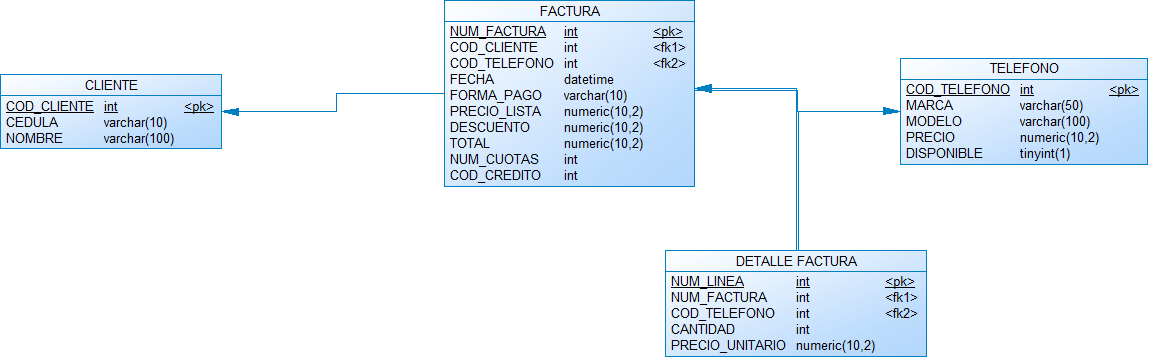 FACTURA
NUM_FACTURA int <pk>
COD_CLIENTE int <fk1>
COD_TELEFONO int <fk2>
FECHA datetime
FORMA_PAGO varchar(10)
PRECIO_LISTA numeric(10,2)
DESCUENTO numeric(10,2)
TOTAL numeric(10,2)
NUM_CUOTAS int
COD_CREDITO int
CLIENTE
COD_CLIENTE int <pk>
CEDULA varchar(10)
NOMBRE varchar(100)
TELEFONO
COD_TELEFONO int <pk>
MARCA varchar(50)
MODELO varchar(100)
PRECIO numeric(10,2)
DISPONIBLE tinyint(1)
DETALLE FACTURA
NUM_LINEA int <pk>
NUM_FACTURA int <fk1>
COD_TELEFONO int <fk2>
CANTIDAD int
PRECIO_UNITARIO numeric(10,2)